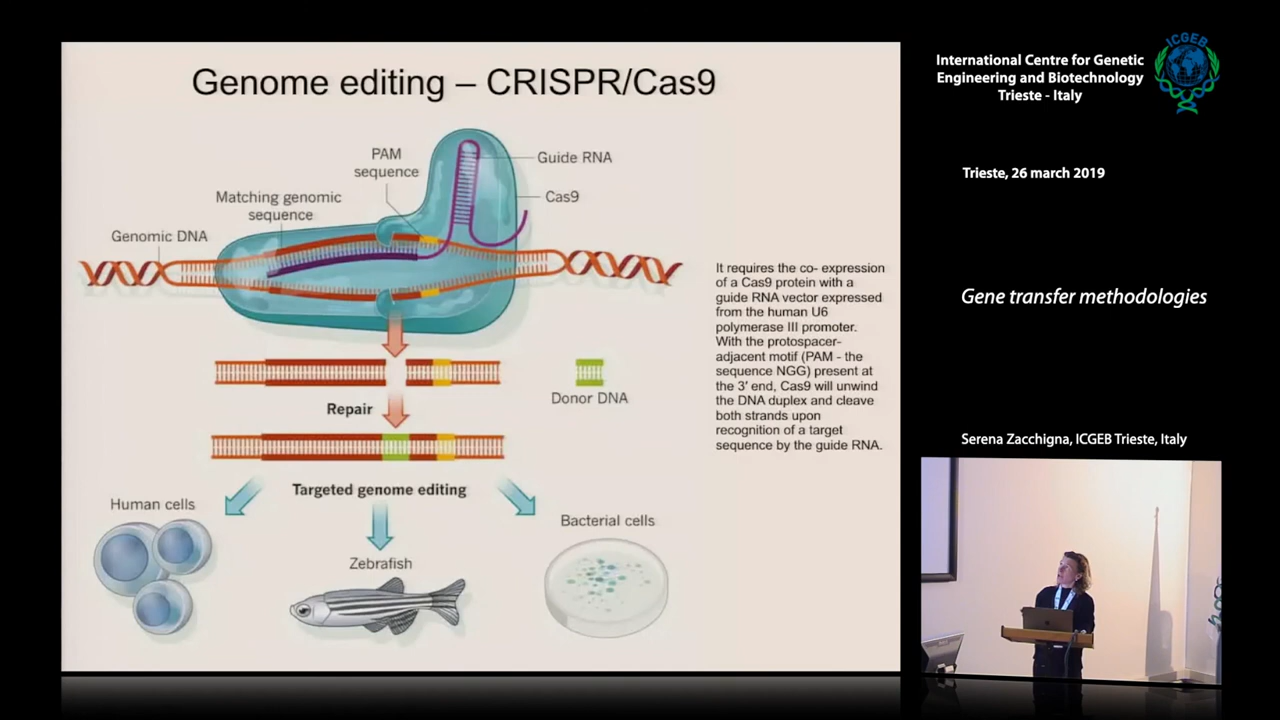 Genome editing – CRISPR/Cas9
PAM
sequence
Guide RNA
Matching genomic
sequence
Cas9
Genomic DNA
It requires the co- expression
of a Cas9 protein with a
guide RNA vector expressed
from the human U6
polymerase III promoter.
With the protospacer-
adjacent motif (PAM - the
sequence NGG) present at
the 3' end, Cas9 will unwind
the DNA duplex and cleave
both strands upon
recognition of a target
sequence by the guide RNA.
Donor DNA
Repair
Targeted genome editing
Human cells
Zebrafish
Bacterial cells
International Centre for Genetic
Engineering and Biotechnology
Trieste - Italy
ICGEB
Trieste, 26 march 2019
Gene transfer methodologies
Serena Zacchigna, ICGEB Trieste, Italy